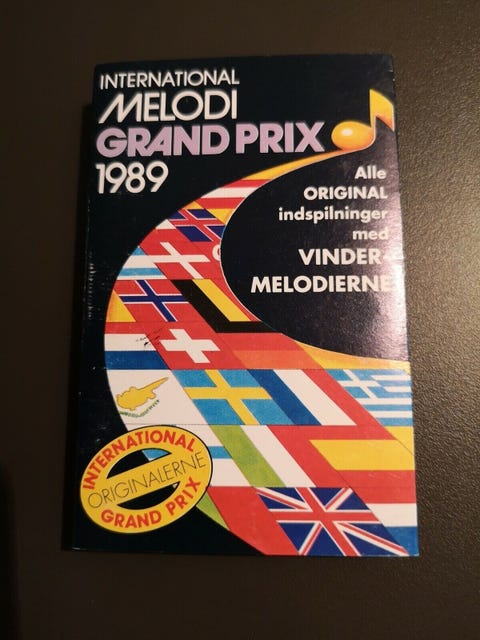 INTERNATIONAL
MELODI
GRAND PRIX
1989
Alle
ORIGINAL
indspilninger
med
VINDER-
MELODIERNE
INTERNATIONAL
ORIGINALERNE
GRAND PRIX